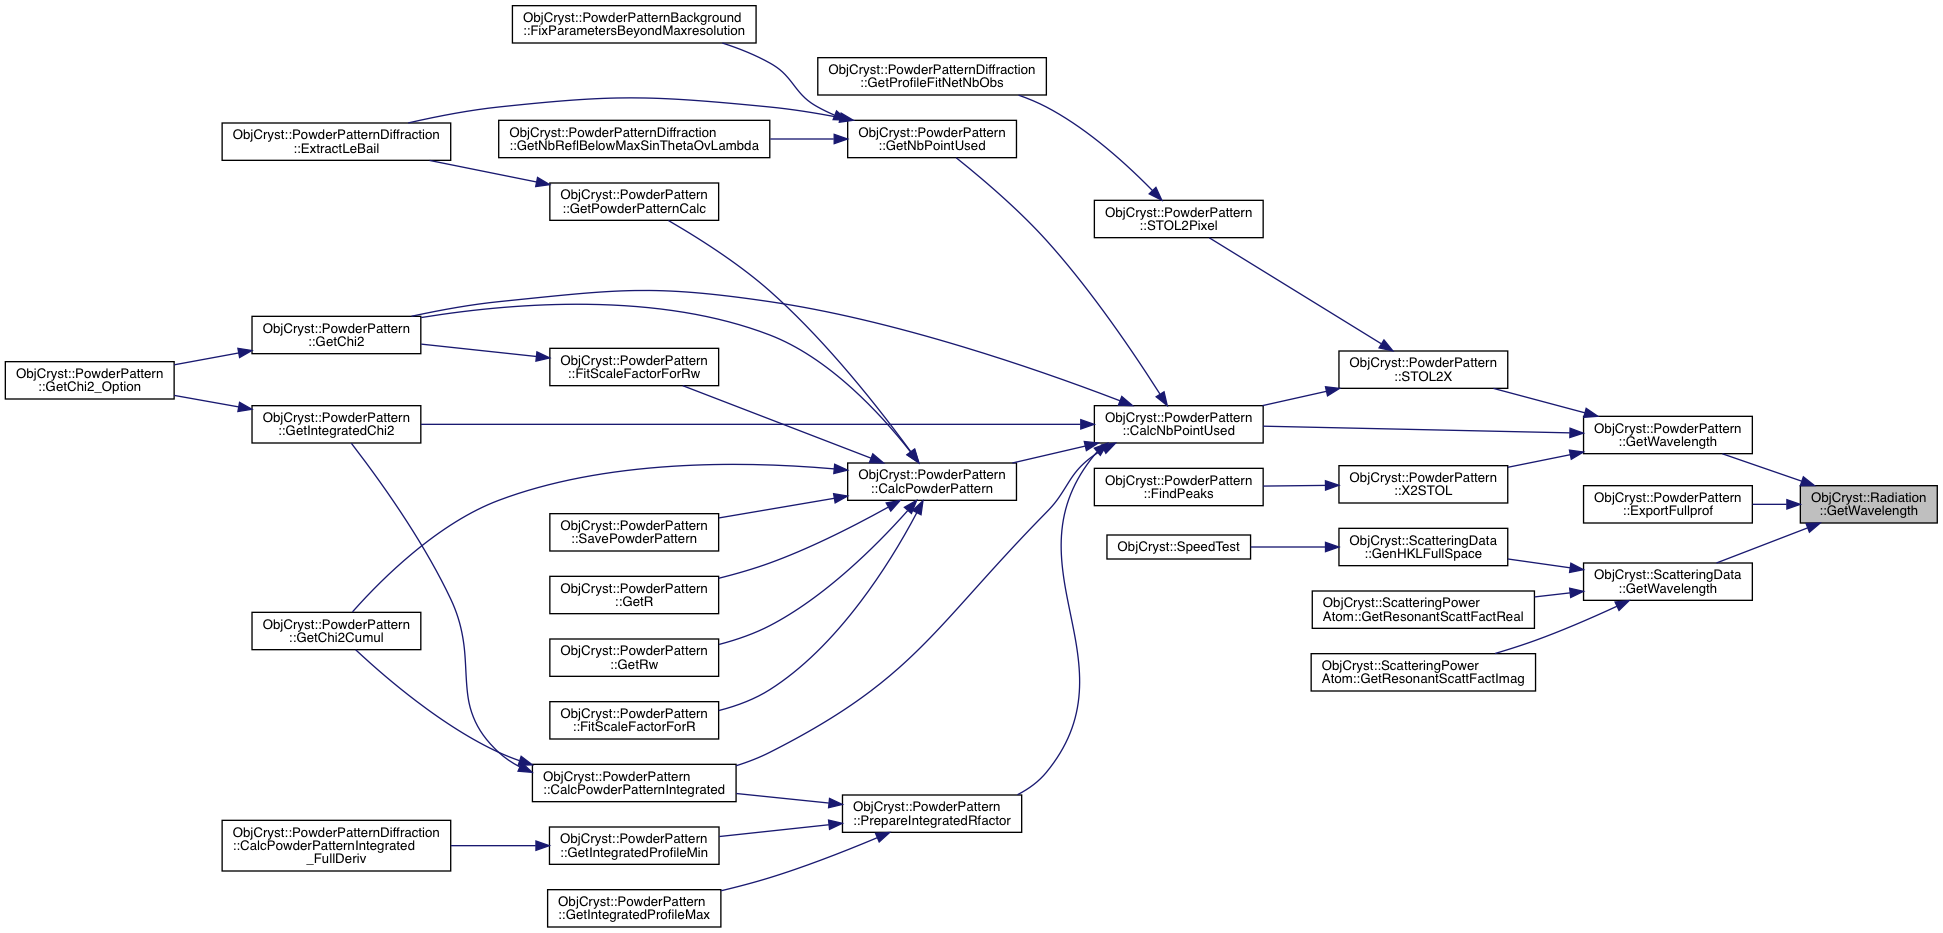 ObjCryst::PowderPatternBackground
::FixParametersBeyondMaxresolution
ObjCryst::PowderPatternDiffraction
::GetProfileFitNetNbObs
ObjCryst::PowderPatternDiffraction
::ExtractLeBail
ObjCryst::PowderPatternDiffraction
::GetNbReflBelowMaxSinThetaOvLambda
ObjCryst::PowderPattern
::GetNbPointUsed
ObjCryst::PowderPattern
::GetPowderPatternCalc
ObjCryst::PowderPattern
::STOL2Pixel
ObjCryst::PowderPattern
::GetChi2
ObjCryst::PowderPattern
::FitScaleFactorForRw
ObjCryst::PowderPattern
::STOL2X
ObjCryst::PowderPattern
::GetChi2_Option
ObjCryst::PowderPattern
::GetIntegratedChi2
ObjCryst::PowderPattern
::CalcNbPointUsed
ObjCryst::PowderPattern
::GetWavelength
ObjCryst::PowderPattern
::CalcPowderPattern
ObjCryst::PowderPattern
::FindPeaks
ObjCryst::PowderPattern
::X2STOL
ObjCryst::PowderPattern
::ExportFullprof
ObjCryst::Radiation
::GetWavelength
ObjCryst::PowderPattern
::SavePowderPattern
ObjCryst::SpeedTest
ObjCryst::ScatteringData
::GenHKLFullSpace
ObjCryst::ScatteringData
::GetWavelength
ObjCryst::PowderPattern
::GetR
ObjCryst::ScatteringPower
Atom::GetResonantScattFactReal
ObjCryst::PowderPattern
::GetChi2Cumul
ObjCryst::PowderPattern
::GetRw
ObjCryst::ScatteringPower
Atom::GetResonantScattFactImag
ObjCryst::PowderPattern
::FitScaleFactorForR
ObjCryst::PowderPattern
::CalcPowderPatternIntegrated
ObjCryst::PowderPattern
::PrepareIntegratedRfactor
ObjCryst::PowderPatternDiffraction
::CalcPowderPatternIntegrated
_FullDeriv
ObjCryst::PowderPattern
::GetIntegratedProfileMin
ObjCryst::PowderPattern
::GetIntegratedProfileMax